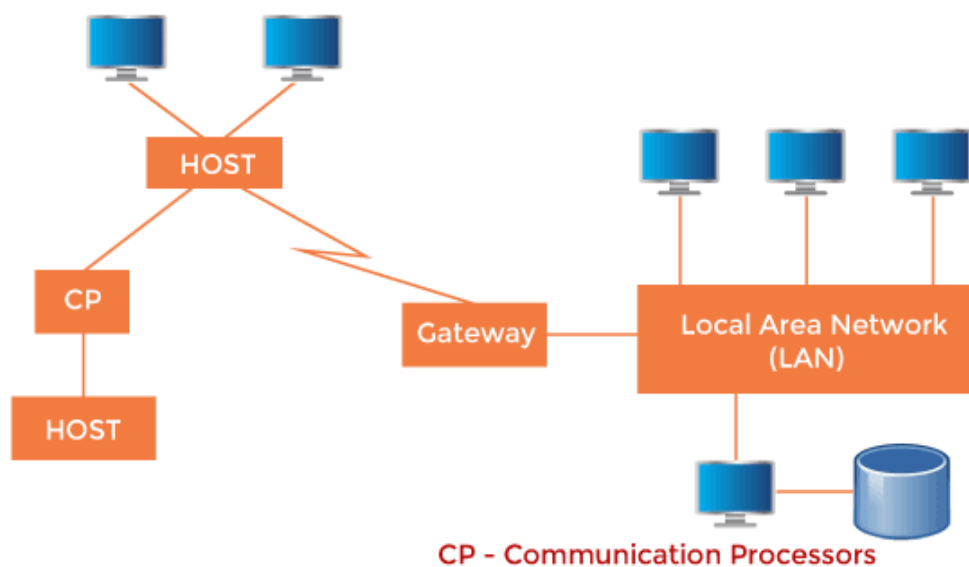 HOST
CP
HOST
Gateway
Local Area Network
(LAN)
CP - Communication Processors